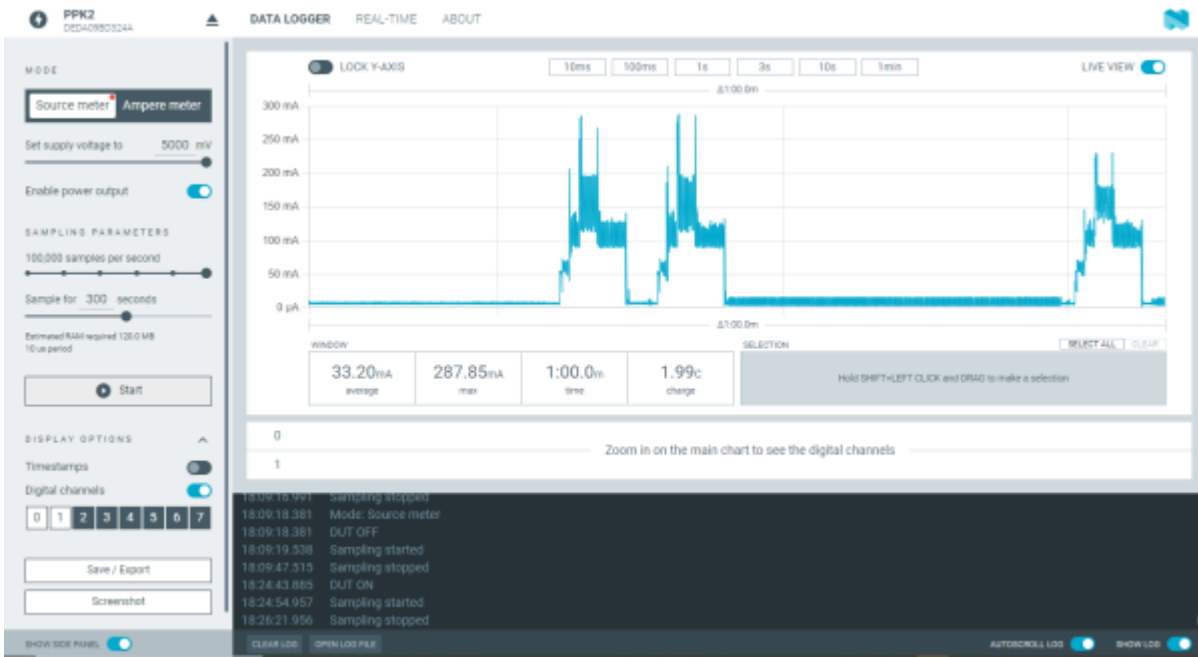 PPK2
DATA LOGGER REAL-TIME ABOUT
MODE
Source meter Ampere meter
Set supply voltage to 5000 mV
Enable power output
SAMPLING PARAMETERS
100,000 samples per second
Sample for 300 seconds
Estimated RAM required 120.0 MB
10 us period
Start
DISPLAY OPTIONS
Timestamps
Digital channels
0 1 2 3 4 5 6 7
Save / Export
Screenshot
SHOW SIDE PANEL
LOCK Y-AXIS 10ms 100ms 1s 3s 10s 1min LIVE VIEW
Δ1:00.0m
300 mA
250 mA
200 mA
150 mA
100 mA
50 mA
0 µA
Δ1:00.0m
WINDOW
33.20mA 287.85mA 1:00.0m 1.99c
average max time charge
SELECTION SELECT ALL CLEAR
Hold SHIFT+LEFT CLICK and DRAG to make a selection
0
1
Zoom in on the main chart to see the digital channels
18:09:16.991 Sampling stopped
18:09:18.381 Mode: Source meter
18:09:18.381 DUT OFF
18:09:19.538 Sampling started
18:09:47.515 Sampling stopped
18:24:43.885 DUT ON
18:24:54.957 Sampling started
18:26:21.956 Sampling stopped
CLEAR LOG OPEN LOG FILE AUTOSCROLL LOG SHOW LOG